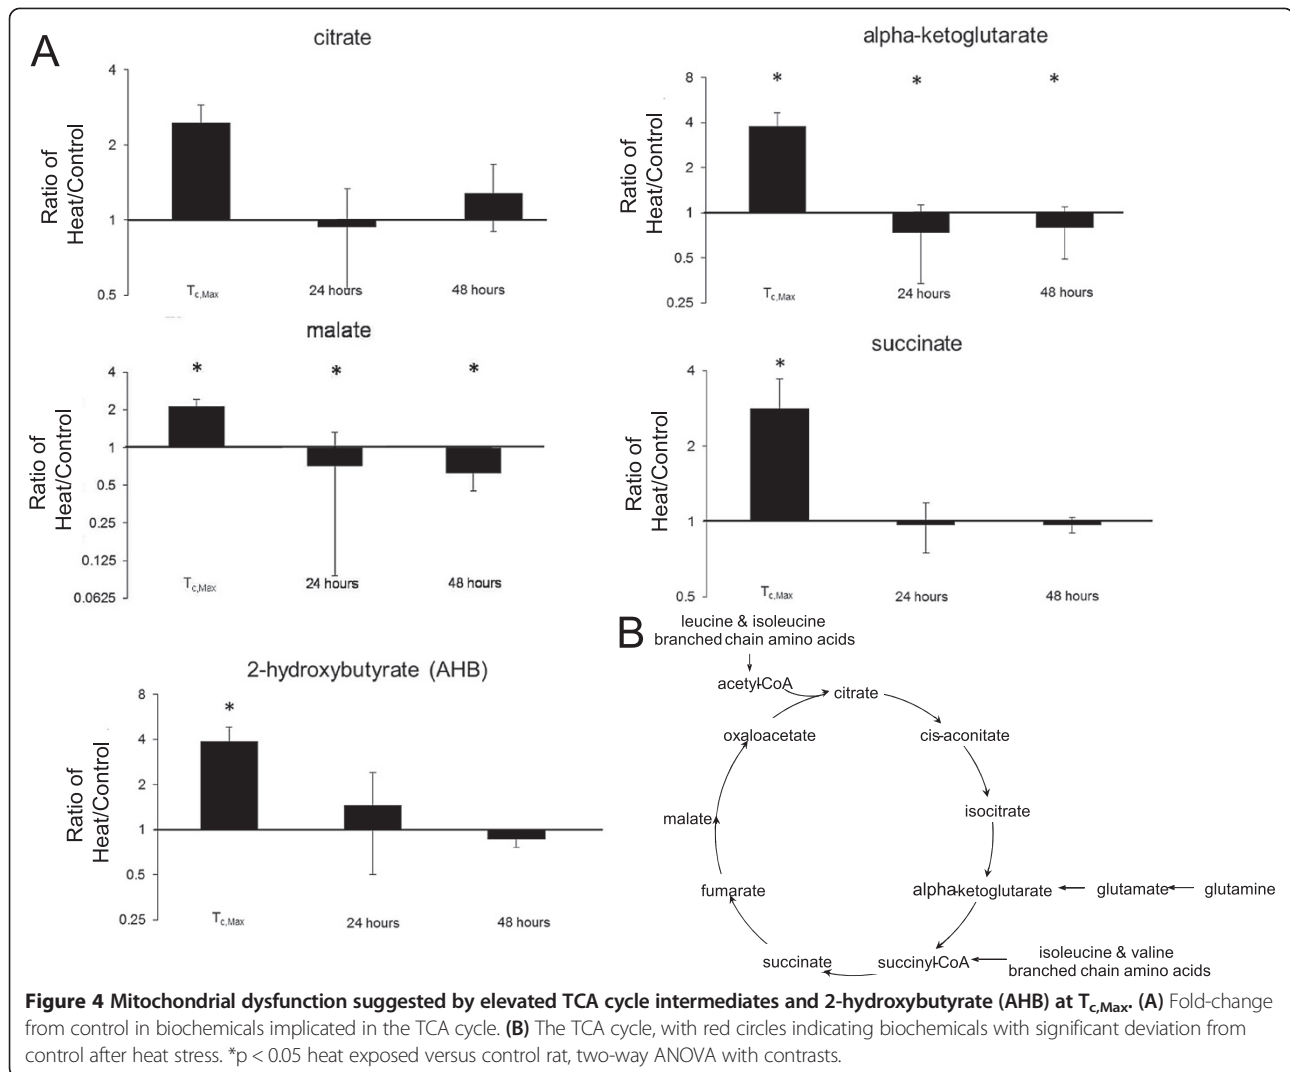 A
citrate
Ratio of
Heat/Control
4
2
1
0.5
Tc,Max
24 hours
48 hours
alpha-ketoglutarate
* * *
Ratio of
Heat/Control
8
4
2
1
0.5
0.25
Tc,Max
24 hours
48 hours
malate
* * *
Ratio of
Heat/Control
4
2
1
0.5
0.25
0.125
0.0625
Tc,Max
24 hours
48 hours
succinate
*
Ratio of
Heat/Control
4
2
1
0.5
Tc,Max
24 hours
48 hours
2-hydroxybutyrate (AHB)
*
Ratio of
Heat/Control
8
4
2
1
0.5
0.25
Tc,Max
24 hours
48 hours
B
leucine & isoleucine
branched chain amino acids
acetyl-CoA
citrate
oxaloacetate
cis-aconitate
malate
isocitrate
fumarate
alpha-ketoglutarate
glutamate
glutamine
succinate
succinyl-CoA
isoleucine & valine
branched chain amino acids
Figure 4 Mitochondrial dysfunction suggested by elevated TCA cycle intermediates and 2-hydroxybutyrate (AHB) at Tc,Max. (A) Fold-change
from control in biochemicals implicated in the TCA cycle. (B) The TCA cycle, with red circles indicating biochemicals with significant deviation from
control after heat stress. *p < 0.05 heat exposed versus control rat, two-way ANOVA with contrasts.